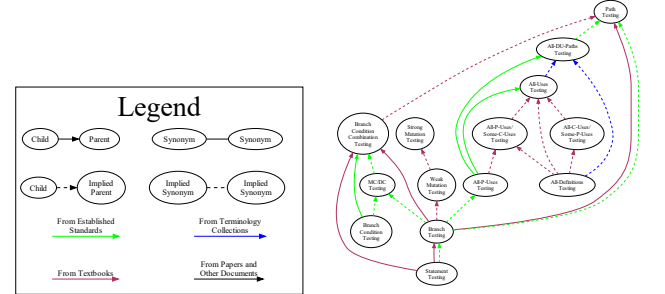 Legend
Child
Parent
Synonym
Synonym
Child
Implied
Parent
Implied
Synonym
Implied
Synonym
From Established
Standards
From Terminology
Collections
From Textbooks
From Papers and
Other Documents
Path
Testing
All-DU-Paths
Testing
All-Uses
Testing
Branch
Condition
Combination
Testing
Strong
Mutation
Testing
All-P-Uses/
Some-C-Uses
Testing
All-C-Uses/
Some-P-Uses
Testing
MC/DC
Testing
Weak
Mutation
Testing
All-P-Uses
Testing
All-Definitions
Testing
Branch
Condition
Testing
Branch
Testing
Statement
Testing